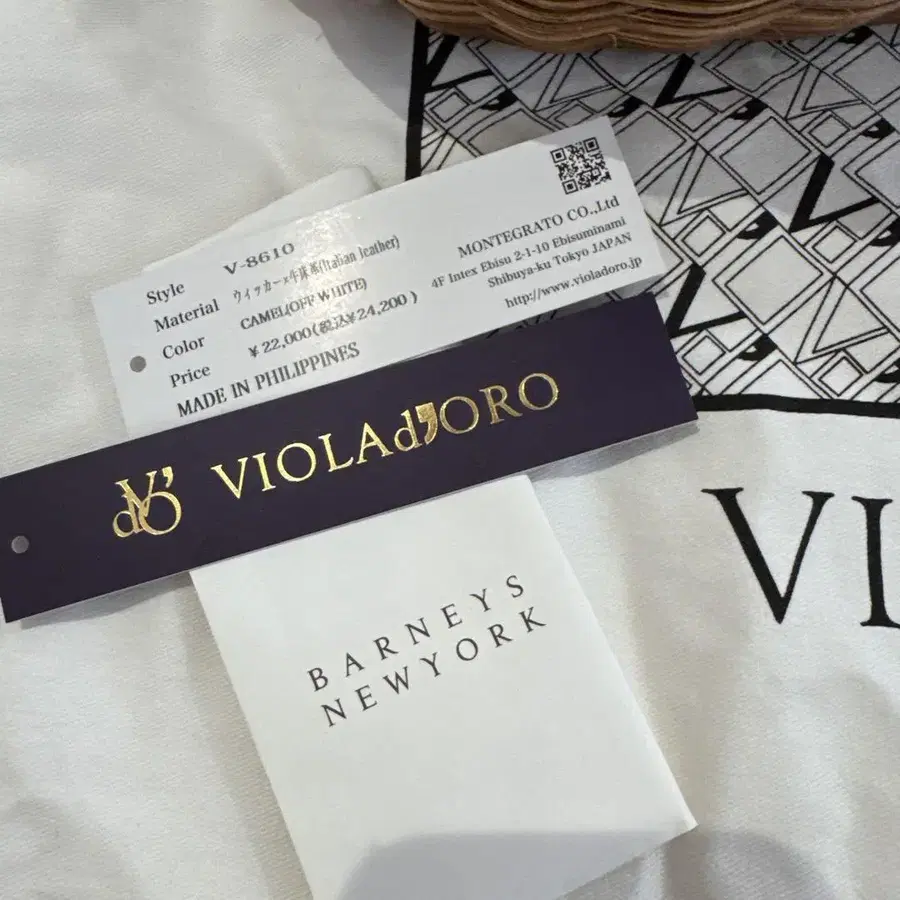 Style V-8610
Material ウィッカー×牛床革(Italian leather)
Color CAMEL(OFF WHITE)
Price ¥22,000(税込¥24,200)
MADE IN PHILIPPINES
MONTEGRATO CO.,Ltd
4F Intex Ebisu 2-1-10 Ebisuminami
Shibuya-ku Tokyo JAPAN
http://www.violadoro.jp
Vd'O VIOLAd'ORO
BARNEYS
NEWYORK
VI